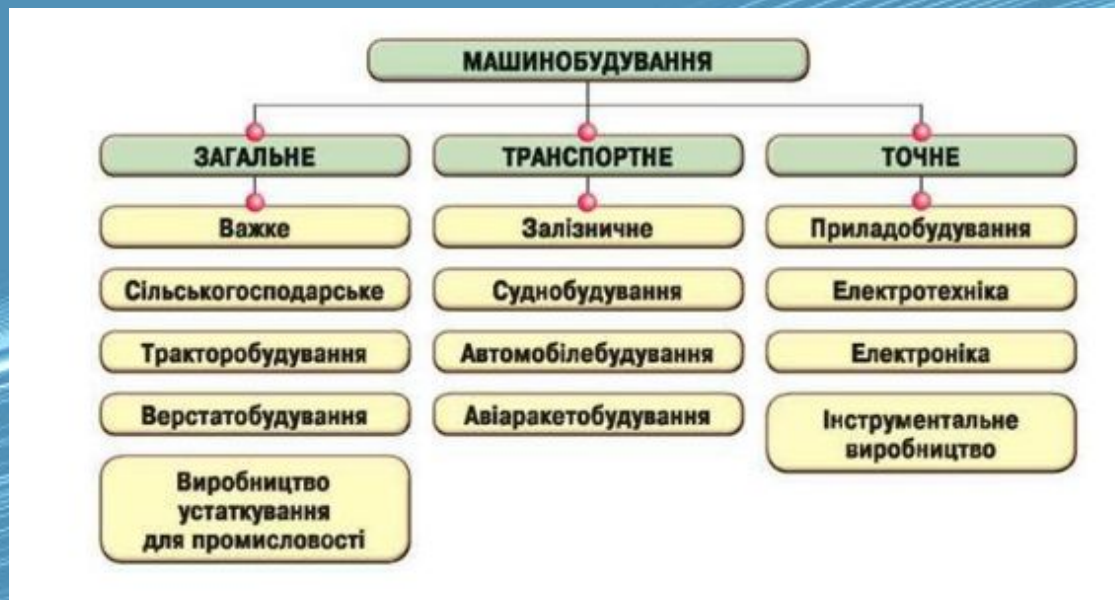 МАШИНОБУДУВАННЯ
ЗАГАЛЬНЕ
Важке
Сільськогосподарське
Тракторобудування
Верстатобудування
Виробництво
устаткування
для промисловості
ТРАНСПОРТНЕ
Залізничне
Суднобудування
Автомобілебудування
Авіаракетобудування
ТОЧНЕ
Приладобудування
Електротехніка
Електроніка
Інструментальне
виробництво